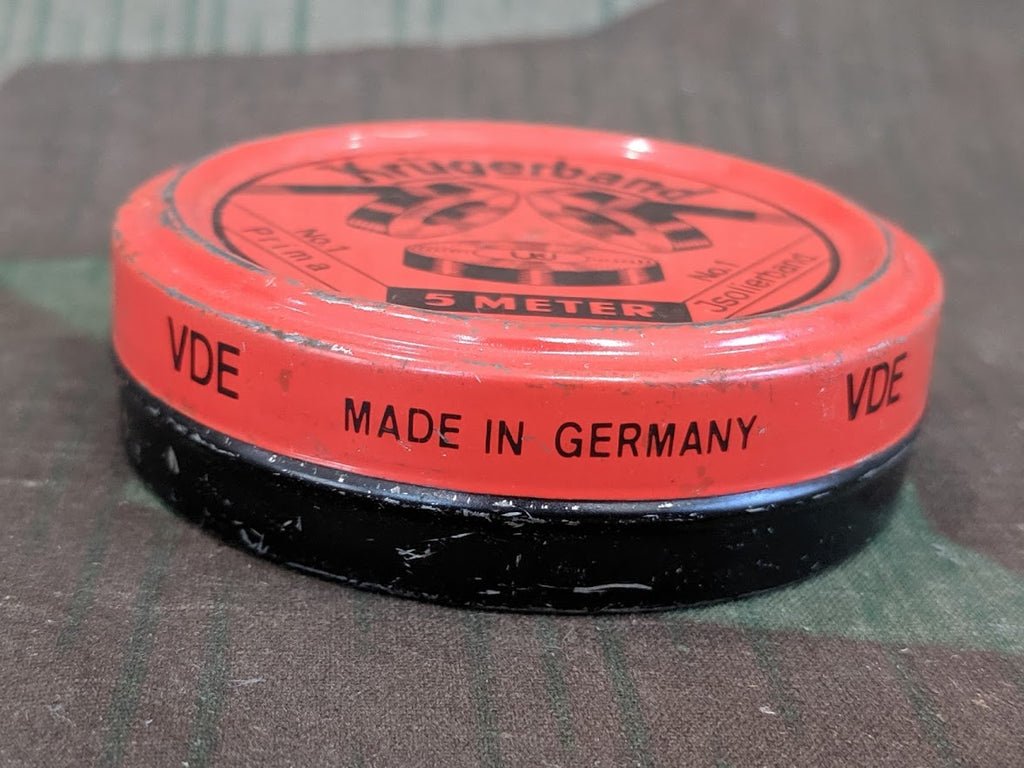 Krügerband
No.1
Prima
No.1
Jsolierband
5 METER
VDE
MADE IN GERMANY
VDE